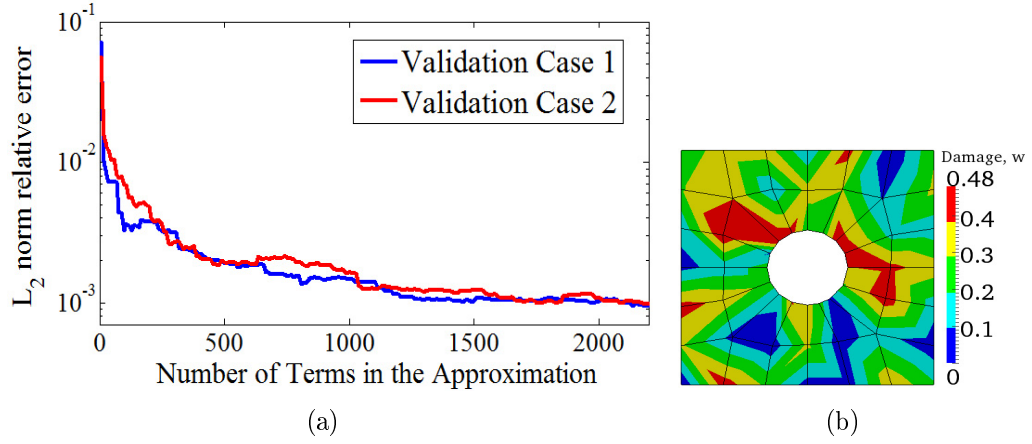 10^-1
10^-2
10^-3
L_2 norm relative error
Validation Case 1
Validation Case 2
0
500
1000
1500
2000
Number of Terms in the Approximation
(a)
Damage, w
0.48
0.4
0.3
0.2
0.1
0
(b)